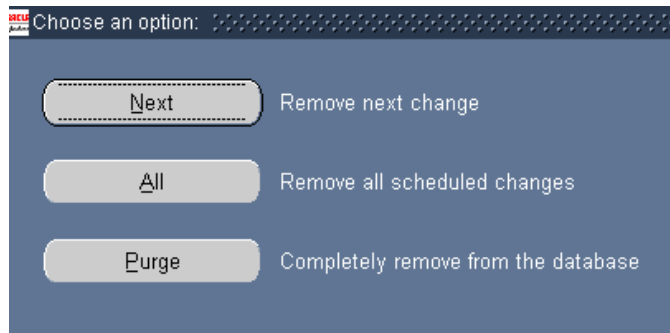 Choose an option:
Next Remove next change
All Remove all scheduled changes
Purge Completely remove from the database